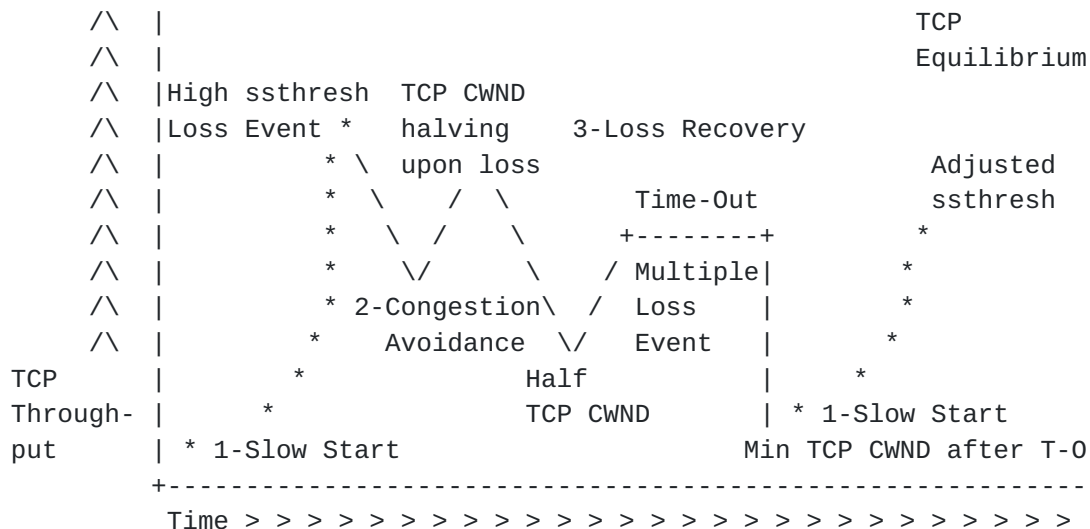 /\ | TCP
/\ | Equilibrium
/\ |High ssthresh TCP CWND
/\ |Loss Event * halving 3-Loss Recovery
/\ | * \ upon loss Adjusted
/\ | * \ / \ Time-Out ssthresh
/\ | * \ / \ +--------+ *
/\ | * \/ \ / Multiple| *
/\ | * 2-Congestion\ / Loss | *
/\ | * Avoidance \/ Event | *
TCP | * Half | *
Through- | * TCP CWND | * 1-Slow Start
put | * 1-Slow Start Min TCP CWND after T-O
+-----------------------------------------------------------
Time > > > > > > > > > > > > > > > > > > > > > > > > > > >